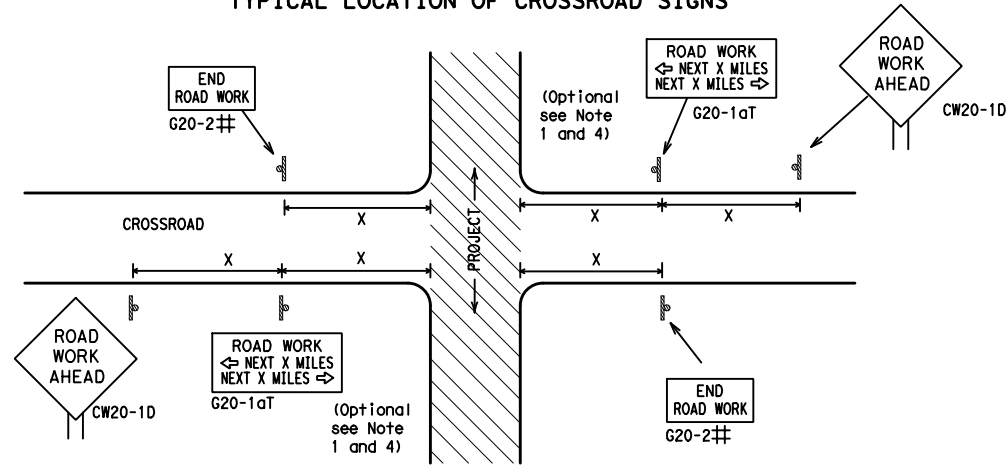 TYPICAL LOCATION OF CROSSROAD SIGNS
END
ROAD WORK
G20-2#
(Optional
see Note
1 and 4)
ROAD WORK
⇦ NEXT X MILES
NEXT X MILES ⇨
G20-1aT
ROAD
WORK
AHEAD
CW20-1D
X
X
X
CROSSROAD
PROJECT
X
X
X
ROAD
WORK
AHEAD
CW20-1D
ROAD WORK
⇦ NEXT X MILES
NEXT X MILES ⇨
G20-1aT
(Optional
see Note
1 and 4)
END
ROAD WORK
G20-2#